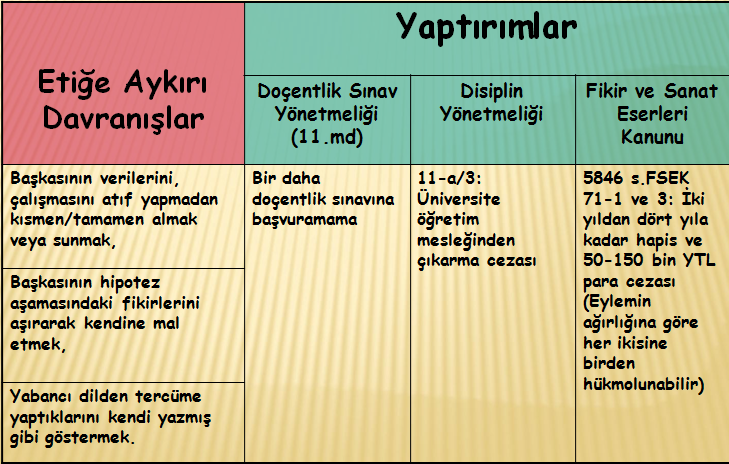 Etiğe Aykırı
Davranışlar
Yaptırımlar
Doçentlik Sınav
Yönetmeliği
(11.md)
Disiplin
Yönetmeliği
Fikir ve Sanat
Eserleri
Kanunu
Başkasının verilerini,
çalışmasını atıf yapmadan
kısmen/tamamen almak
veya sunmak,
Bir daha
doçentlik sınavına
başvuramama
11-a/3:
Üniversite
öğretim
mesleğinden
çıkarma cezası
5846 s.FSEK
71-1 ve 3: İki
yıldan dört yıla
kadar hapis ve
50-150 bin YTL
para cezası
(Eylemin
ağırlığına göre
her ikisine
birden
hükmolunabilir)
Başkasının hipotez
aşamasındaki fikirlerini
aşırarak kendine mal
etmek,
Yabancı dilden tercüme
yaptıklarını kendi yazmış
gibi göstermek.